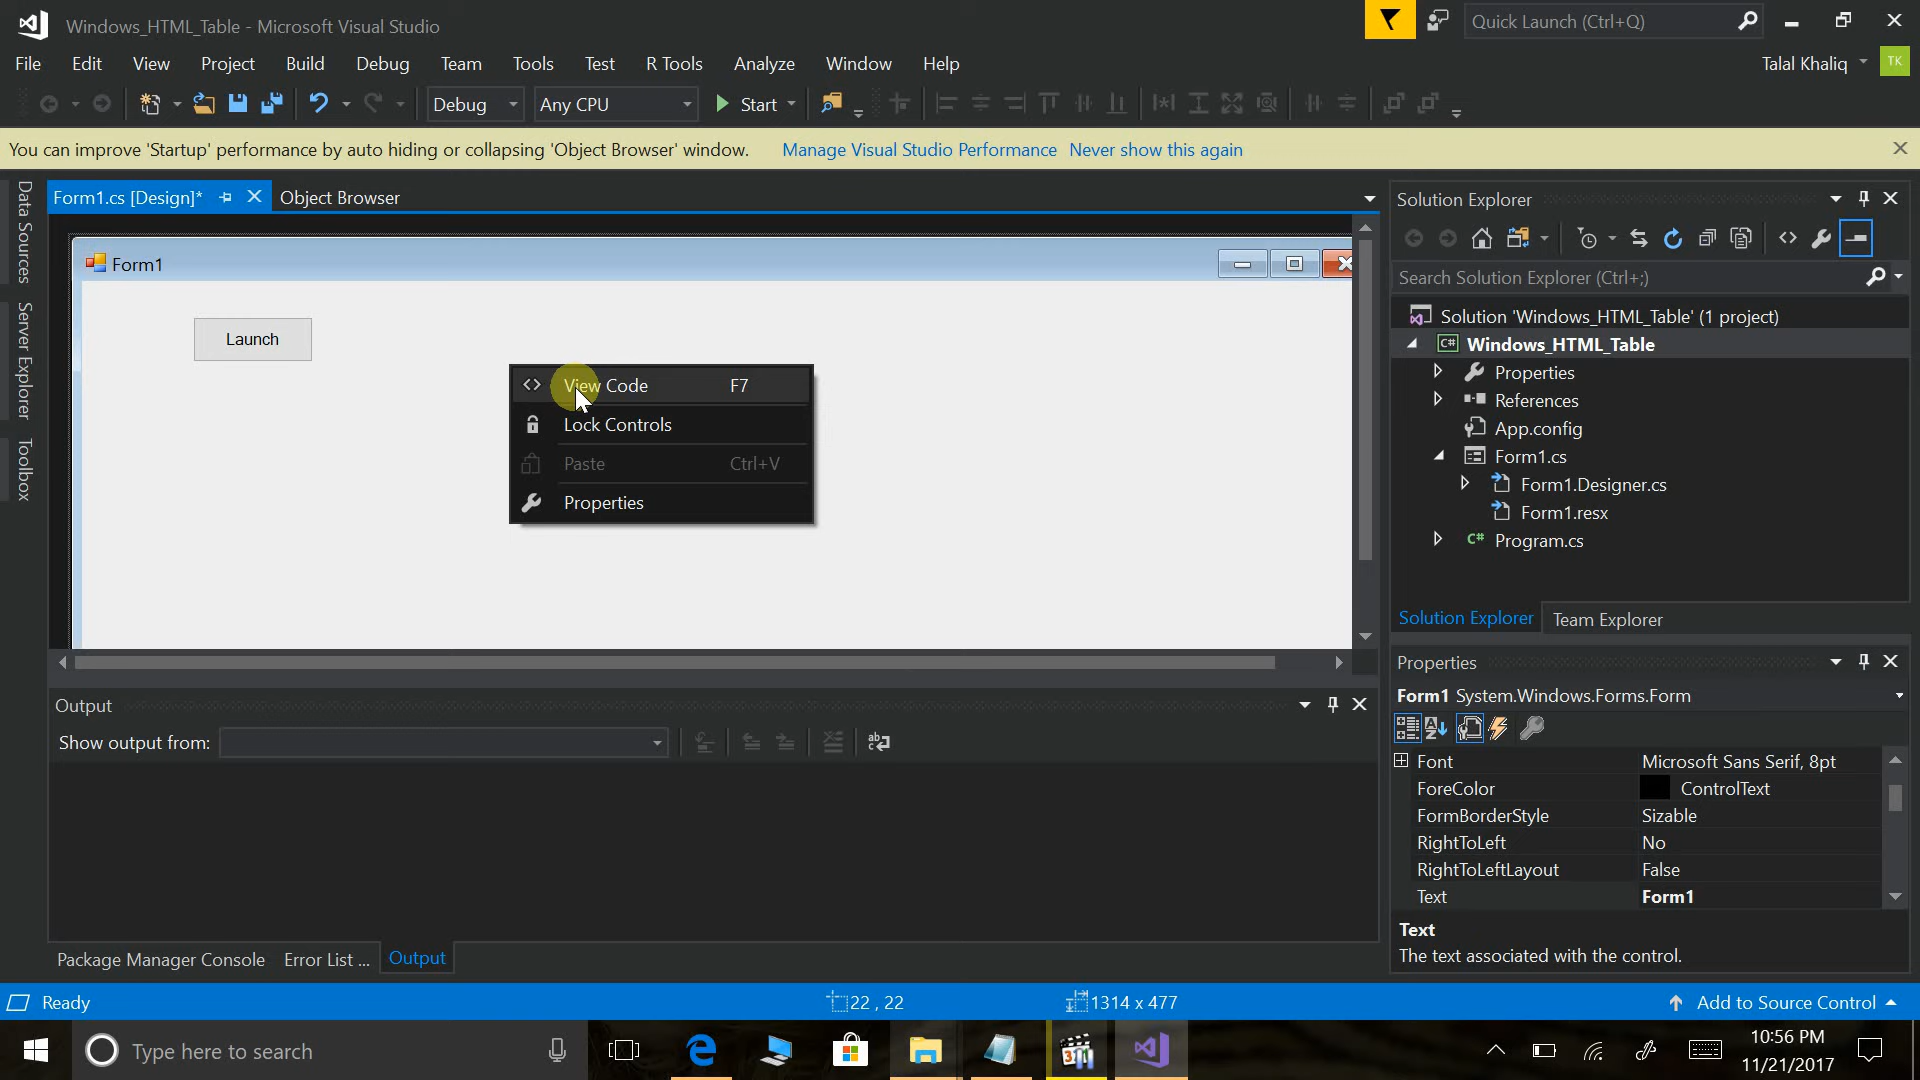 Windows_HTML_Table - Microsoft Visual Studio
Quick Launch (Ctrl+Q)
File Edit View Project Build Debug Team Tools Test R Tools Analyze Window Help
Talal Khaliq TK
Debug Any CPU Start
You can improve 'Startup' performance by auto hiding or collapsing 'Object Browser' window. Manage Visual Studio Performance Never show this again
Data Sources
Server Explorer
Toolbox
Form1.cs [Design]* Object Browser
Form1
Launch
View Code F7
Lock Controls
Paste Ctrl+V
Properties
Output
Show output from:
Package Manager Console Error List ... Output
Solution Explorer
Search Solution Explorer (Ctrl+;)
Solution 'Windows_HTML_Table' (1 project)
C# Windows_HTML_Table
Properties
References
App.config
Form1.cs
Form1.Designer.cs
Form1.resx
C# Program.cs
Solution Explorer Team Explorer
Properties
Form1 System.Windows.Forms.Form
Font Microsoft Sans Serif, 8pt
ForeColor ControlText
FormBorderStyle Sizable
RightToLeft No
RightToLeftLayout False
Text Form1
Text
The text associated with the control.
Ready 22 , 22 1314 x 477 Add to Source Control
Type here to search
10:56 PM
11/21/2017